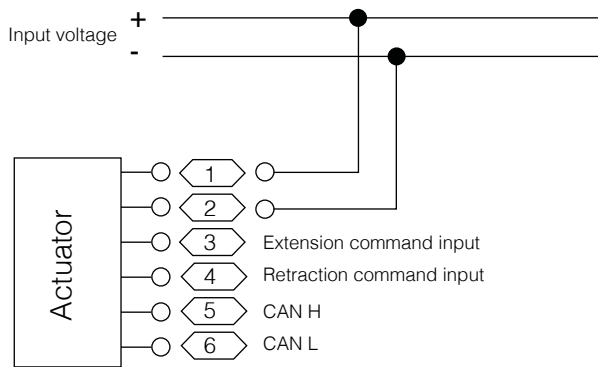 +
Input voltage
-
Actuator
1
2
3 Extension command input
4 Retraction command input
5 CAN H
6 CAN L